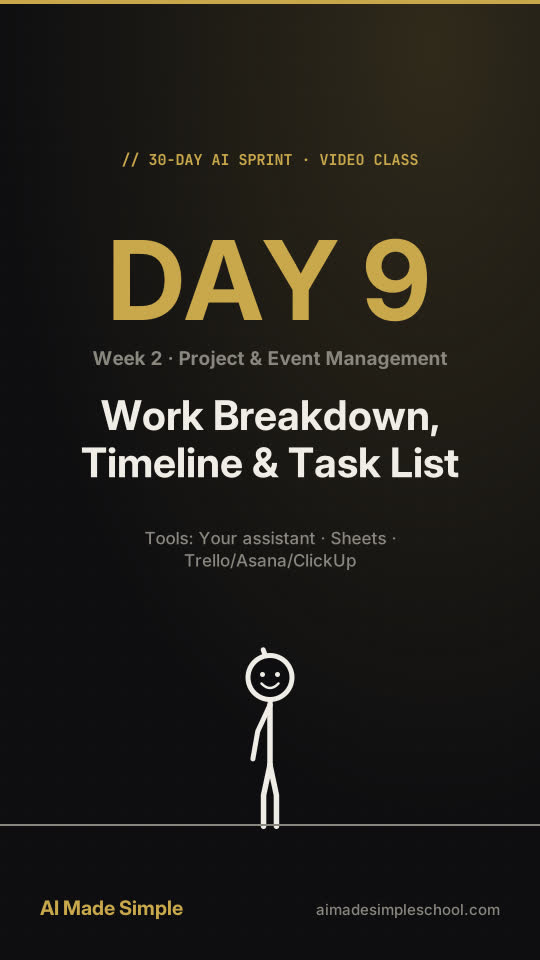 // 30-DAY AI SPRINT · VIDEO CLASS
DAY 9
Week 2 · Project & Event Management
Work Breakdown,
Timeline & Task List
Tools: Your assistant · Sheets ·
Trello/Asana/ClickUp
AI Made Simple
aimadesimpleschool.com